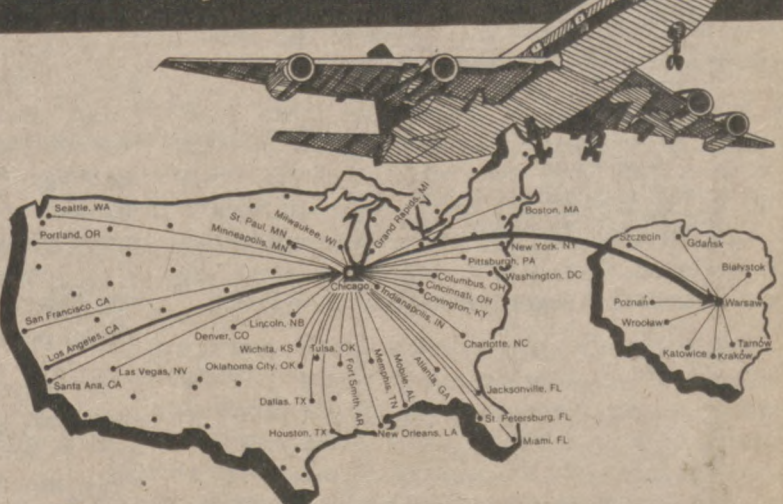 Seattle, WA
Portland, OR
San Francisco, CA
Los Angeles, CA
Santa Ana, CA
Las Vegas, NV
St. Paul, MN
Minneapolis, MN
Milwaukee, WI
Grand Rapids, MI
Boston, MA
New York, NY
Pittsburgh, PA
Washington, DC
Columbus, OH
Cincinnati, OH
Covington, KY
Chicago
Indianapolis, IN
Lincoln, NB
Denver, CO
Wichita, KS
Tulsa, OK
Oklahoma City, OK
Fort Smith, AR
Memphis, TN
Mobile, AL
Atlanta, GA
Charlotte, NC
Dallas, TX
Houston, TX
New Orleans, LA
Jacksonville, FL
St. Petersburg, FL
Miami, FL
Szczecin
Gdańsk
Białystok
Poznań
Warsaw
Wrocław
Katowice
Kraków
Tarnów